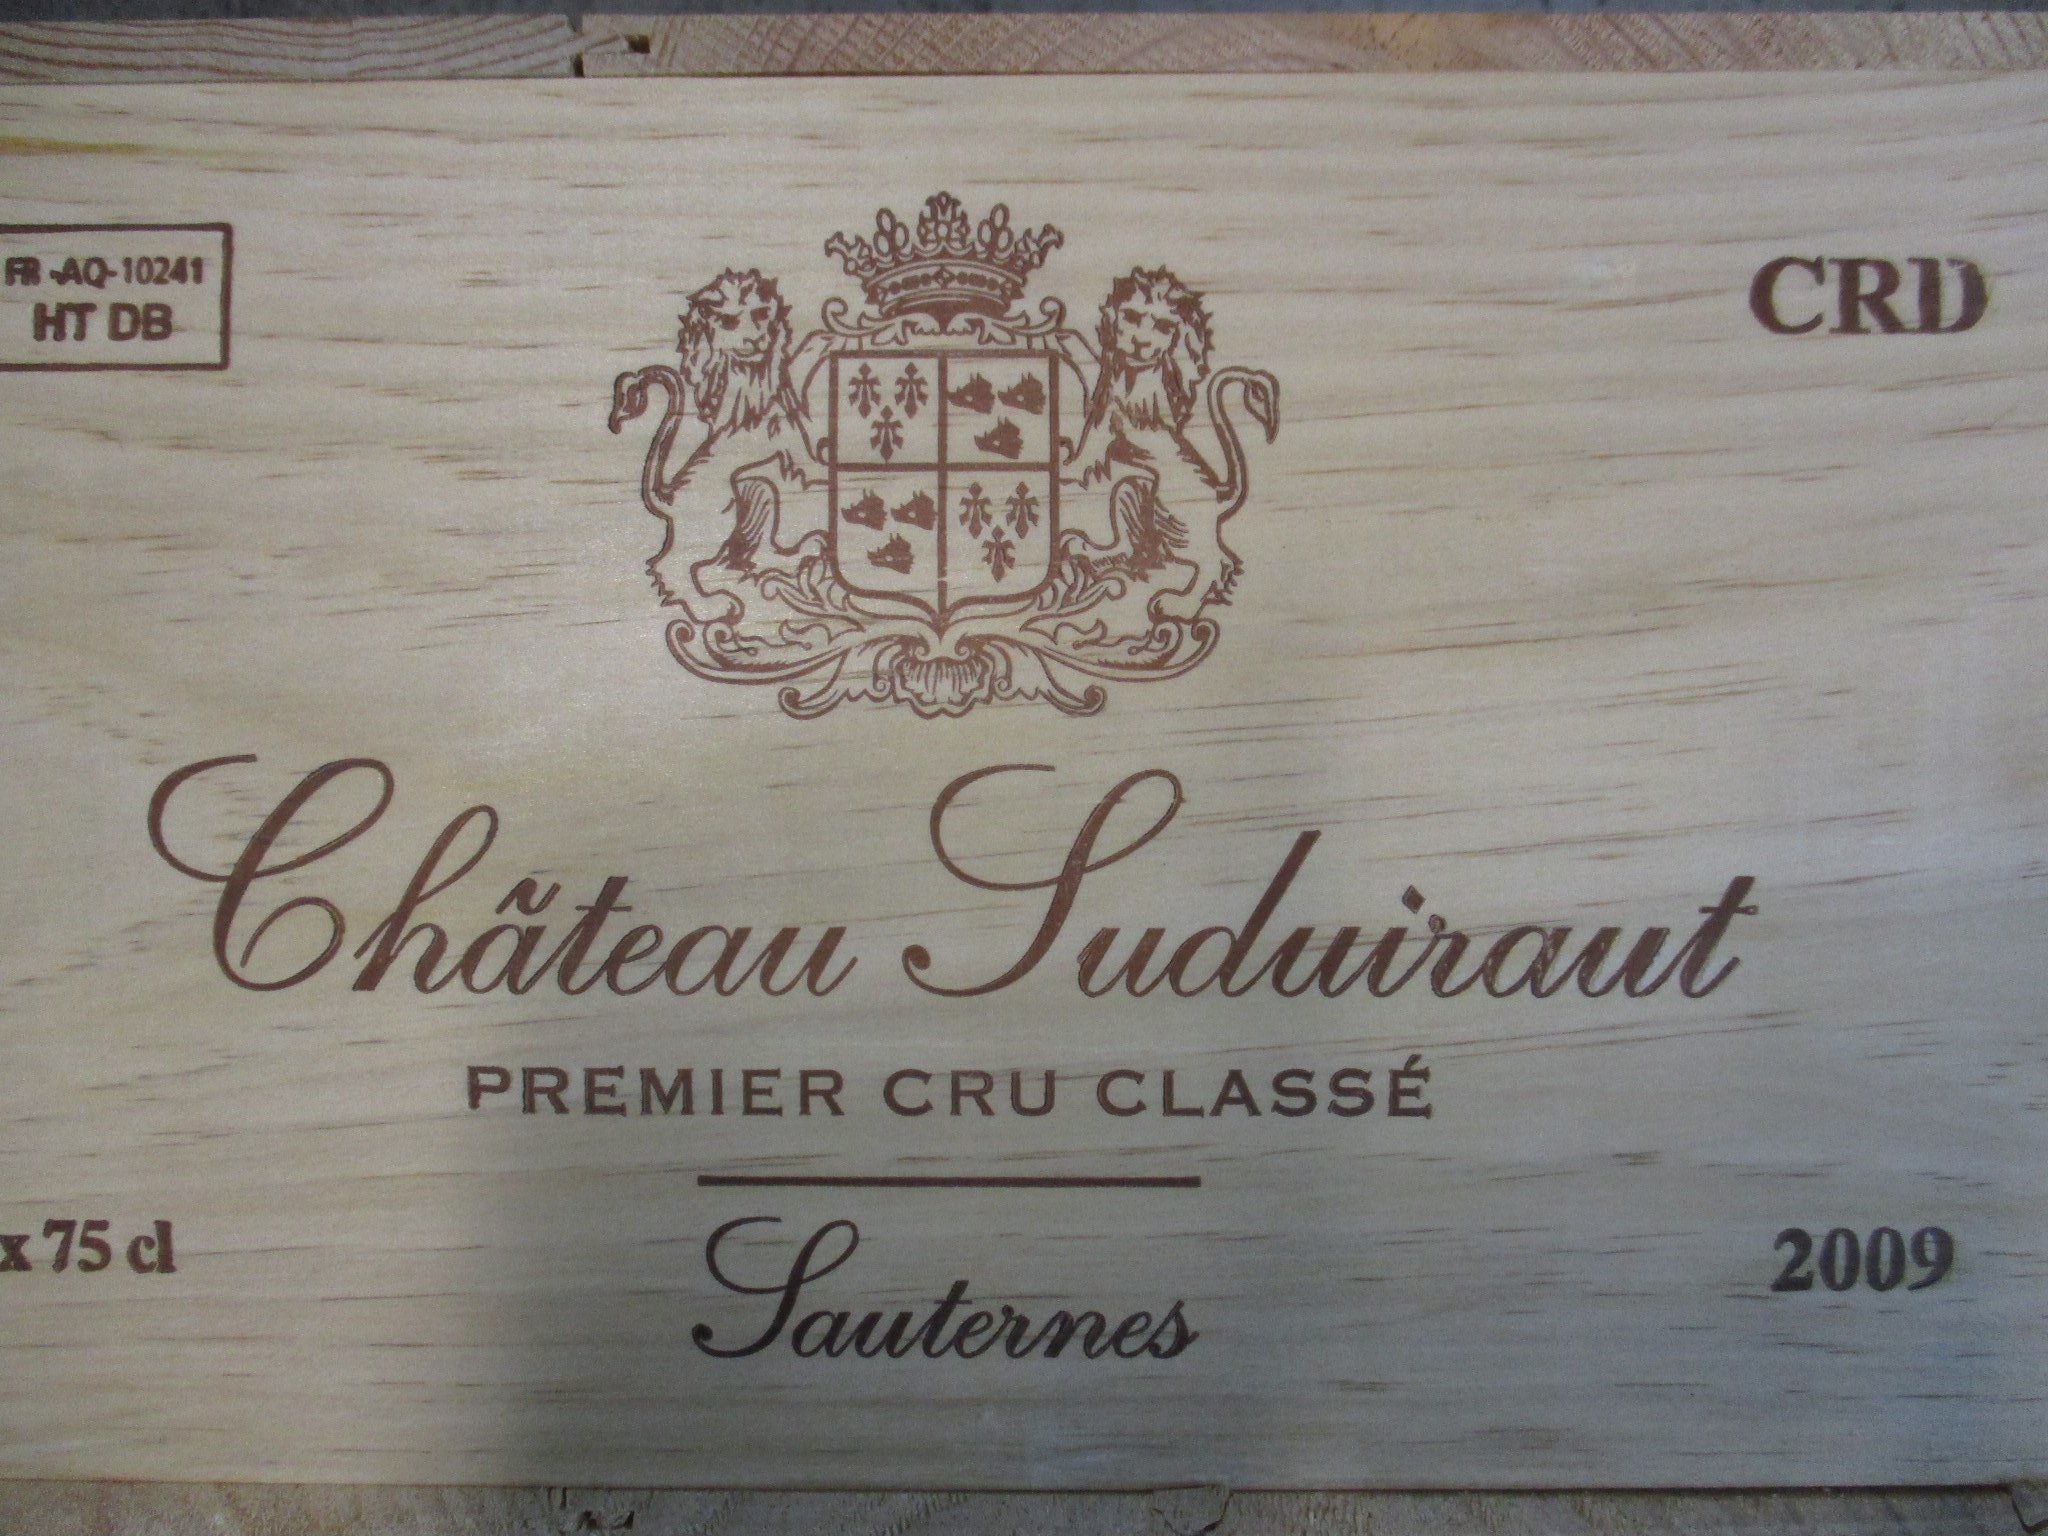 FR -AQ-10241
HT DB
CRD
Château Suduiraut
PREMIER CRU CLASSÉ
x 75 cl
Sauternes
2009